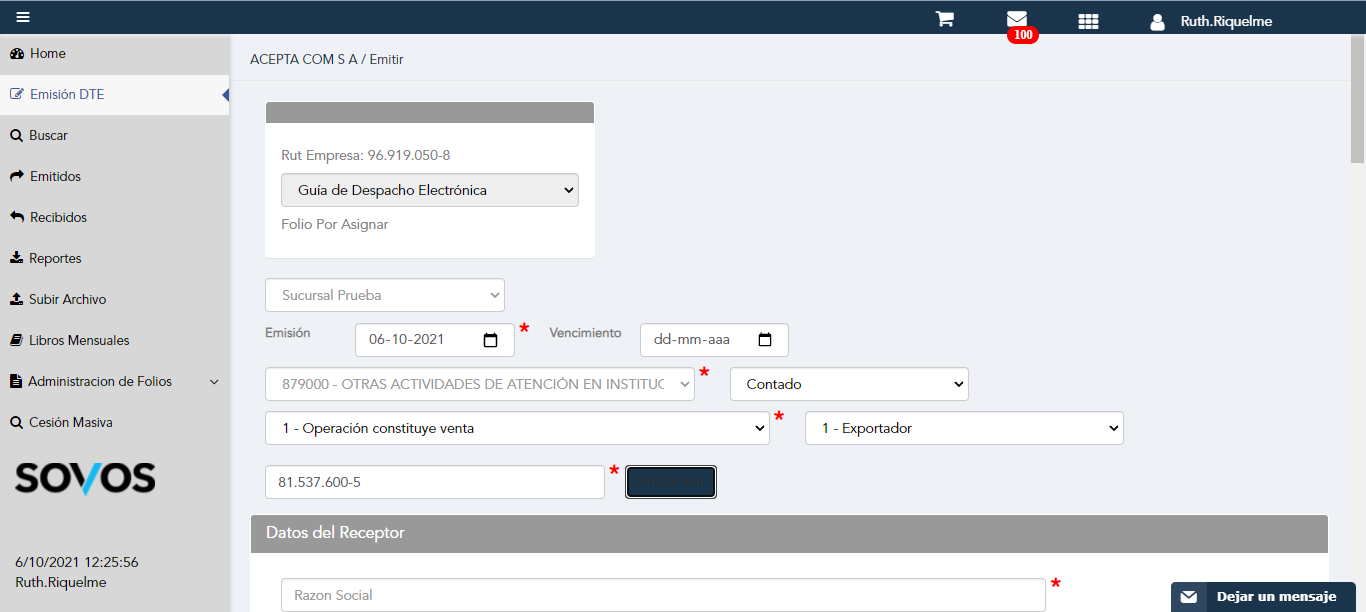 100
Ruth.Riquelme
Home
Emisión DTE
Buscar
Emitidos
Recibidos
Reportes
Subir Archivo
Libros Mensuales
Administracion de Folios
Cesión Masiva
SOVOS
6/10/2021 12:25:56
Ruth.Riquelme
ACEPTA COM S A / Emitir
Rut Empresa: 96.919.050-8
Guía de Despacho Electrónica
Folio Por Asignar
Sucursal Prueba
Emisión 06-10-2021 * Vencimiento dd-mm-aaa
879000 - OTRAS ACTIVIDADES DE ATENCIÓN EN INSTITUC * Contado
1 - Operación constituye venta * 1 - Exportador
81.537.600-5 *
Datos del Receptor
Razon Social *
Dejar un mensaje